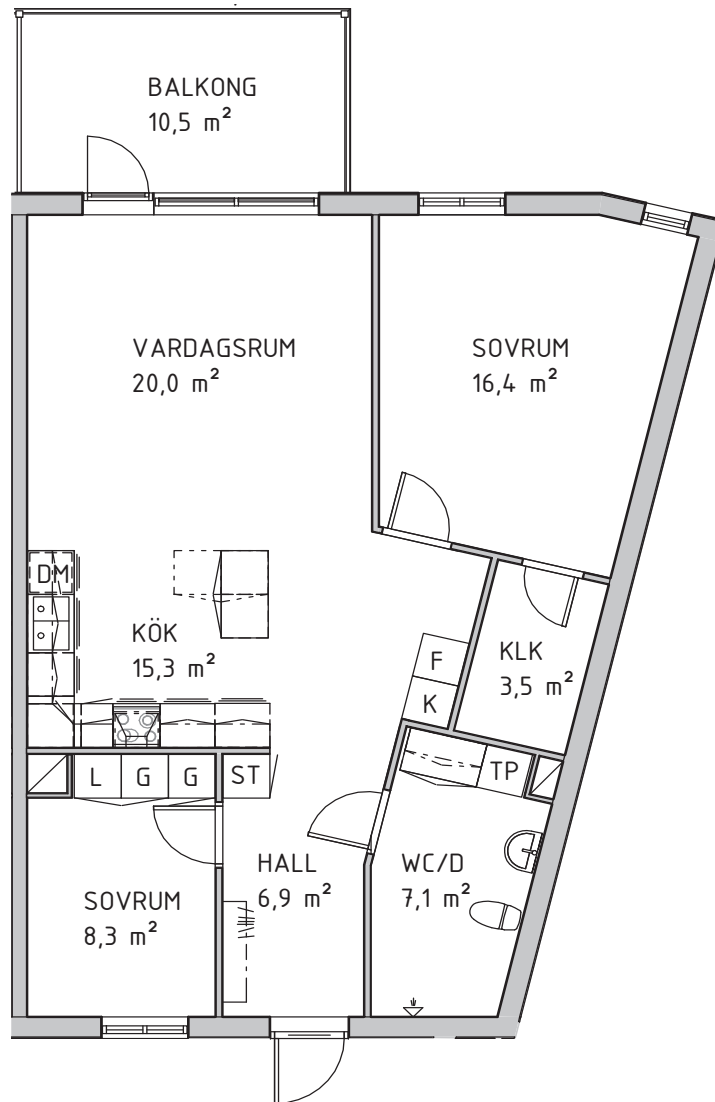 BALKONG
10,5 m²
VARDAGSRUM
20,0 m²
SOVRUM
16,4 m²
DM
KÖK
15,3 m²
F
K
KLK
3,5 m²
L G G ST
TP
HALL
6,9 m²
WC/D
7,1 m²
SOVRUM
8,3 m²